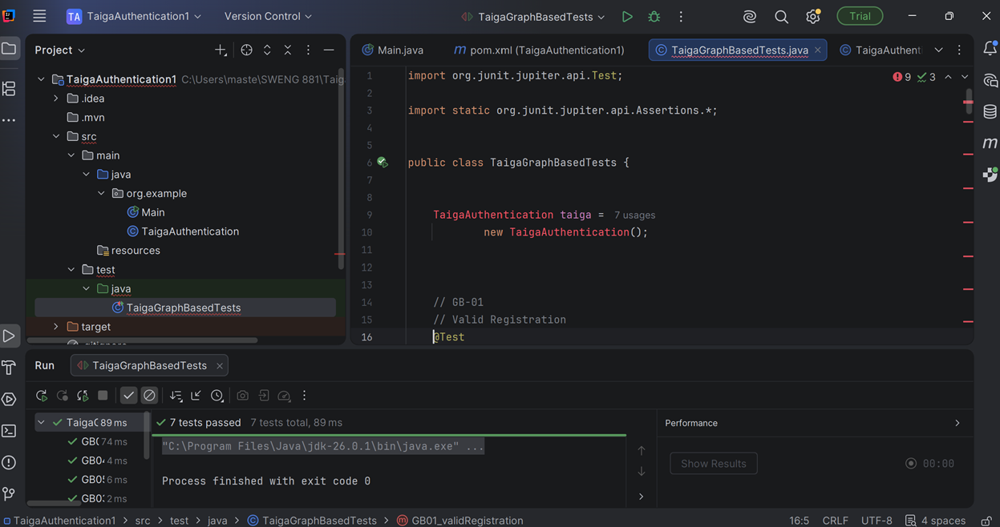 TA TaigaAuthentication1 Version Control TaigaGraphBasedTests Trial
Project
Main.java
m pom.xml (TaigaAuthentication1)
TaigaGraphBasedTests.java
TaigaAuthent
TaigaAuthentication1 C:\Users\maste\SWENG 881\Taiga
.idea
.mvn
src
main
java
org.example
Main
TaigaAuthentication
resources
test
java
TaigaGraphBasedTests
target
9 3
1 import org.junit.jupiter.api.Test;
2
3 import static org.junit.jupiter.api.Assertions.*;
4
5
6 public class TaigaGraphBasedTests {
7
8
9 TaigaAuthentication taiga = 7 usages
10 new TaigaAuthentication();
11
12
13
14 // GB-01
15 // Valid Registration
16 @Test
Run TaigaGraphBasedTests
TaigaG 89 ms
GB0 74 ms
GB04 4 ms
GB05 6 ms
GB03 2 ms
7 tests passed 7 tests total, 89 ms
"C:\Program Files\Java\jdk-26.0.1\bin\java.exe" ...
Process finished with exit code 0
Performance
Show Results 00:00
TaigaAuthentication1 > src > test > java > TaigaGraphBasedTests > m GB01_validRegistration 16:5 CRLF UTF-8 4 spaces